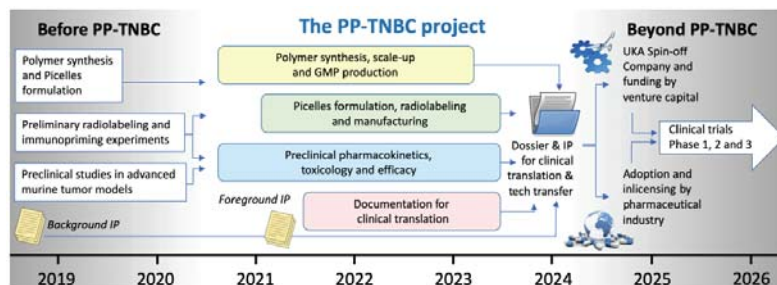 Before PP-TNBC
The PP-TNBC project
Beyond PP-TNBC
Polymer synthesis
and Picelles
formulation
Preliminary radiolabeling and
immunopriming experiments
Preclinical studies in advanced
murine tumor models
Background IP
Polymer synthesis, scale-up
and GMP production
Picelles formulation, radiolabeling
and manufacturing
Preclinical pharmacokinetics,
toxicology and efficacy
Foreground IP
Documentation for
clinical translation
Dossier & IP
for clinical
translation &
tech transfer
UKA Spin-off
Company and
funding by
venture capital
Adoption and
inlicensing by
pharmaceutical
industry
Clinical trials
Phase 1, 2 and 3
2019
2020
2021
2022
2023
2024
2025
2026